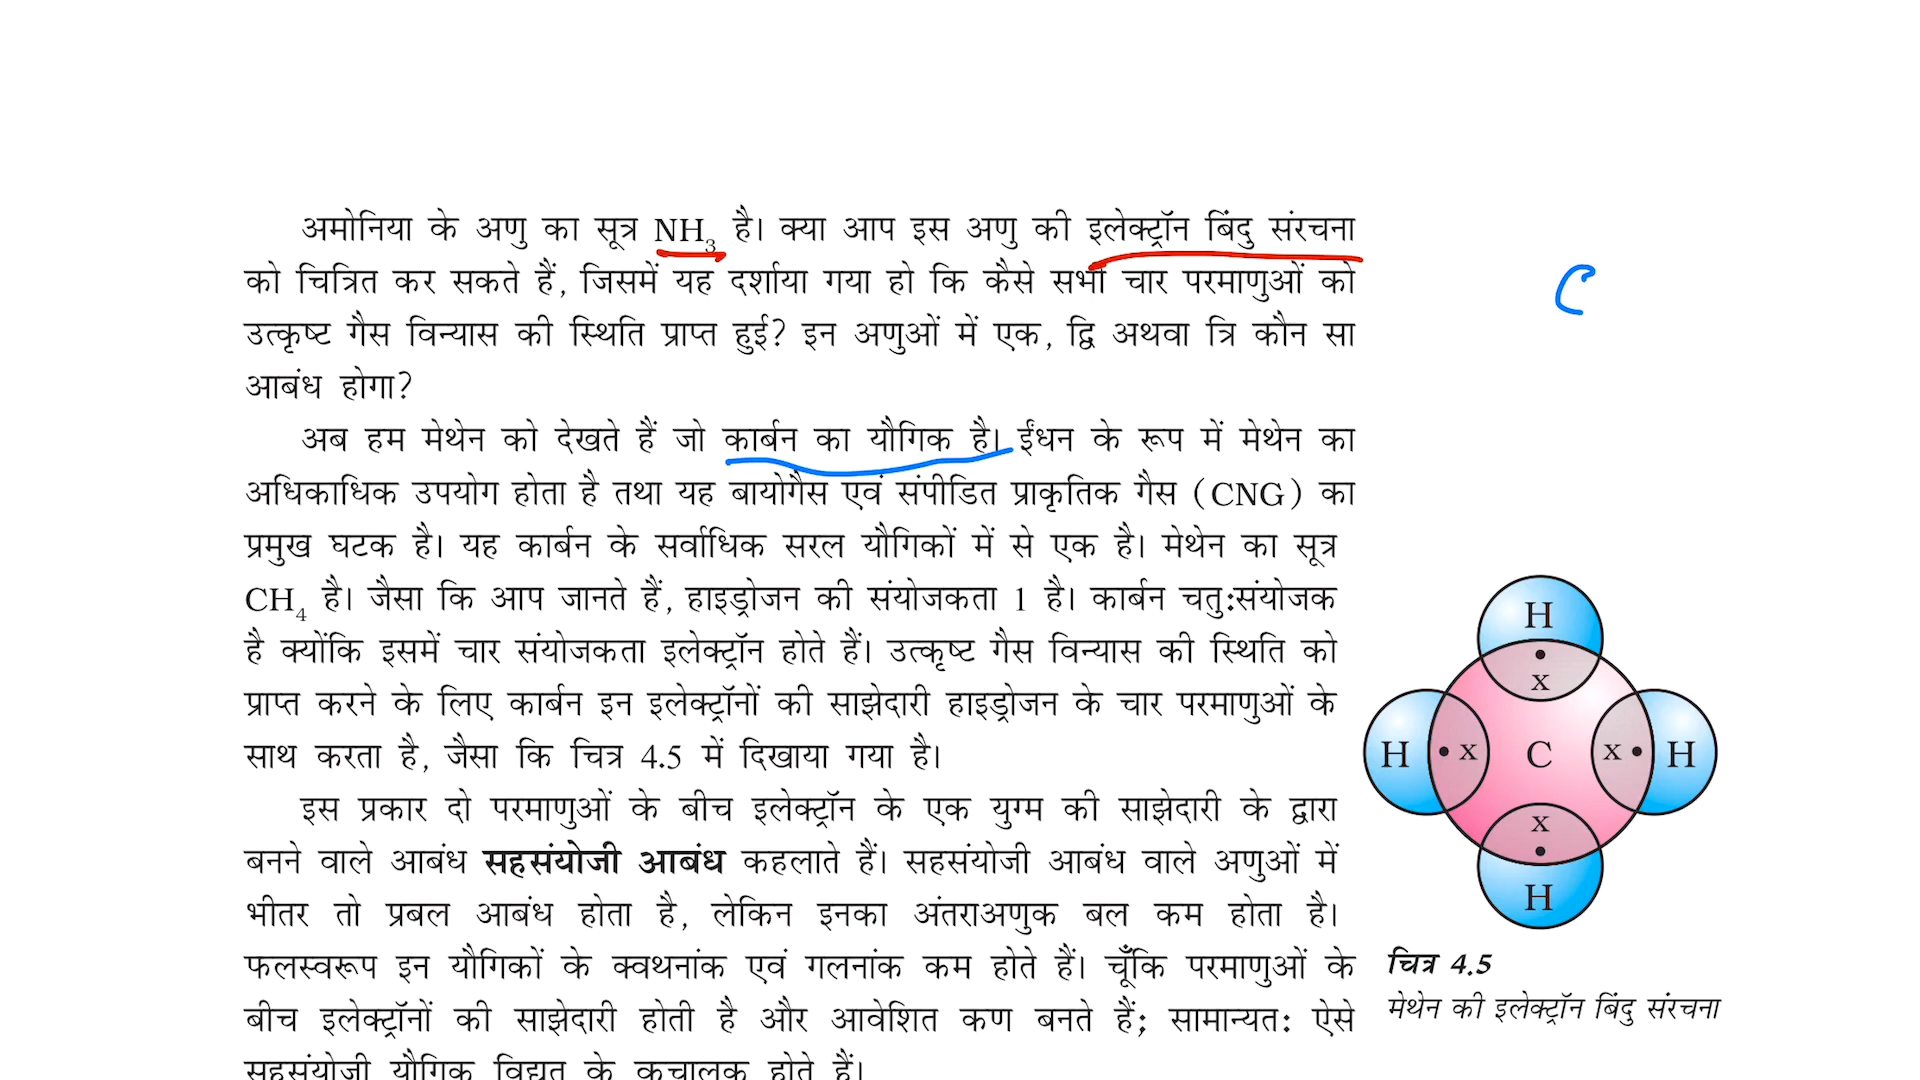 अमोनिया के अणु का सूत्र NH₃ है। क्या आप इस अणु की इलेक्ट्रॉन बिंदु संरचना
को चित्रित कर सकते हैं, जिसमें यह दर्शाया गया हो कि कैसे सभी चार परमाणुओं को
उत्कृष्ट गैस विन्यास की स्थिति प्राप्त हुई? इन अणुओं में एक, द्वि अथवा त्रि कौन सा
आबंध होगा?
अब हम मेथेन को देखते हैं जो कार्बन का यौगिक है। ईंधन के रूप में मेथेन का
अधिकाधिक उपयोग होता है तथा यह बायोगैस एवं संपीडित प्राकृतिक गैस (CNG) का
प्रमुख घटक है। यह कार्बन के सर्वाधिक सरल यौगिकों में से एक है। मेथेन का सूत्र
CH₄ है। जैसा कि आप जानते हैं, हाइड्रोजन की संयोजकता 1 है। कार्बन चतु:संयोजक
है क्योंकि इसमें चार संयोजकता इलेक्ट्रॉन होते हैं। उत्कृष्ट गैस विन्यास की स्थिति को
प्राप्त करने के लिए कार्बन इन इलेक्ट्रॉनों की साझेदारी हाइड्रोजन के चार परमाणुओं के
साथ करता है, जैसा कि चित्र 4.5 में दिखाया गया है।
इस प्रकार दो परमाणुओं के बीच इलेक्ट्रॉन के एक युग्म की साझेदारी के द्वारा
बनने वाले आबंध सहसंयोजी आबंध कहलाते हैं। सहसंयोजी आबंध वाले अणुओं में
भीतर तो प्रबल आबंध होता है, लेकिन इनका अंतराअणुक बल कम होता है।
फलस्वरूप इन यौगिकों के क्वथनांक एवं गलनांक कम होते हैं। चूँकि परमाणुओं के
बीच इलेक्ट्रॉनों की साझेदारी होती है और आवेशित कण बनते हैं; सामान्यत: ऐसे
सहसंयोजी यौगिक विद्युत के कुचालक होते हैं।
C
H
x
H x C x H
x
H
चित्र 4.5
मेथेन की इलेक्ट्रॉन बिंदु संरचना